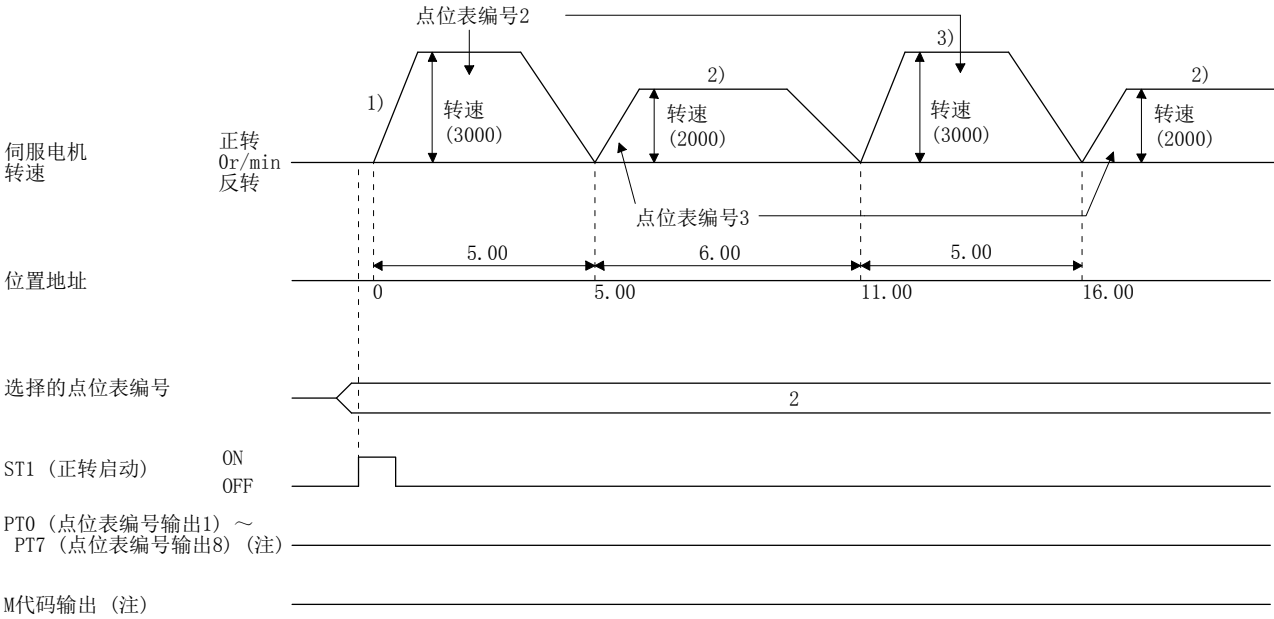 点位表编号2
3)
2)
2)
1)
转速
(3000)
转速
(2000)
转速
(3000)
转速
(2000)
伺服电机
转速
正转
0r/min
反转
点位表编号3
5.00
6.00
5.00
位置地址
0
5.00
11.00
16.00
选择的点位表编号
2
ST1 (正转启动)
ON
OFF
PT0 (点位表编号输出1) ～
PT7 (点位表编号输出8) (注)
M代码输出 (注)